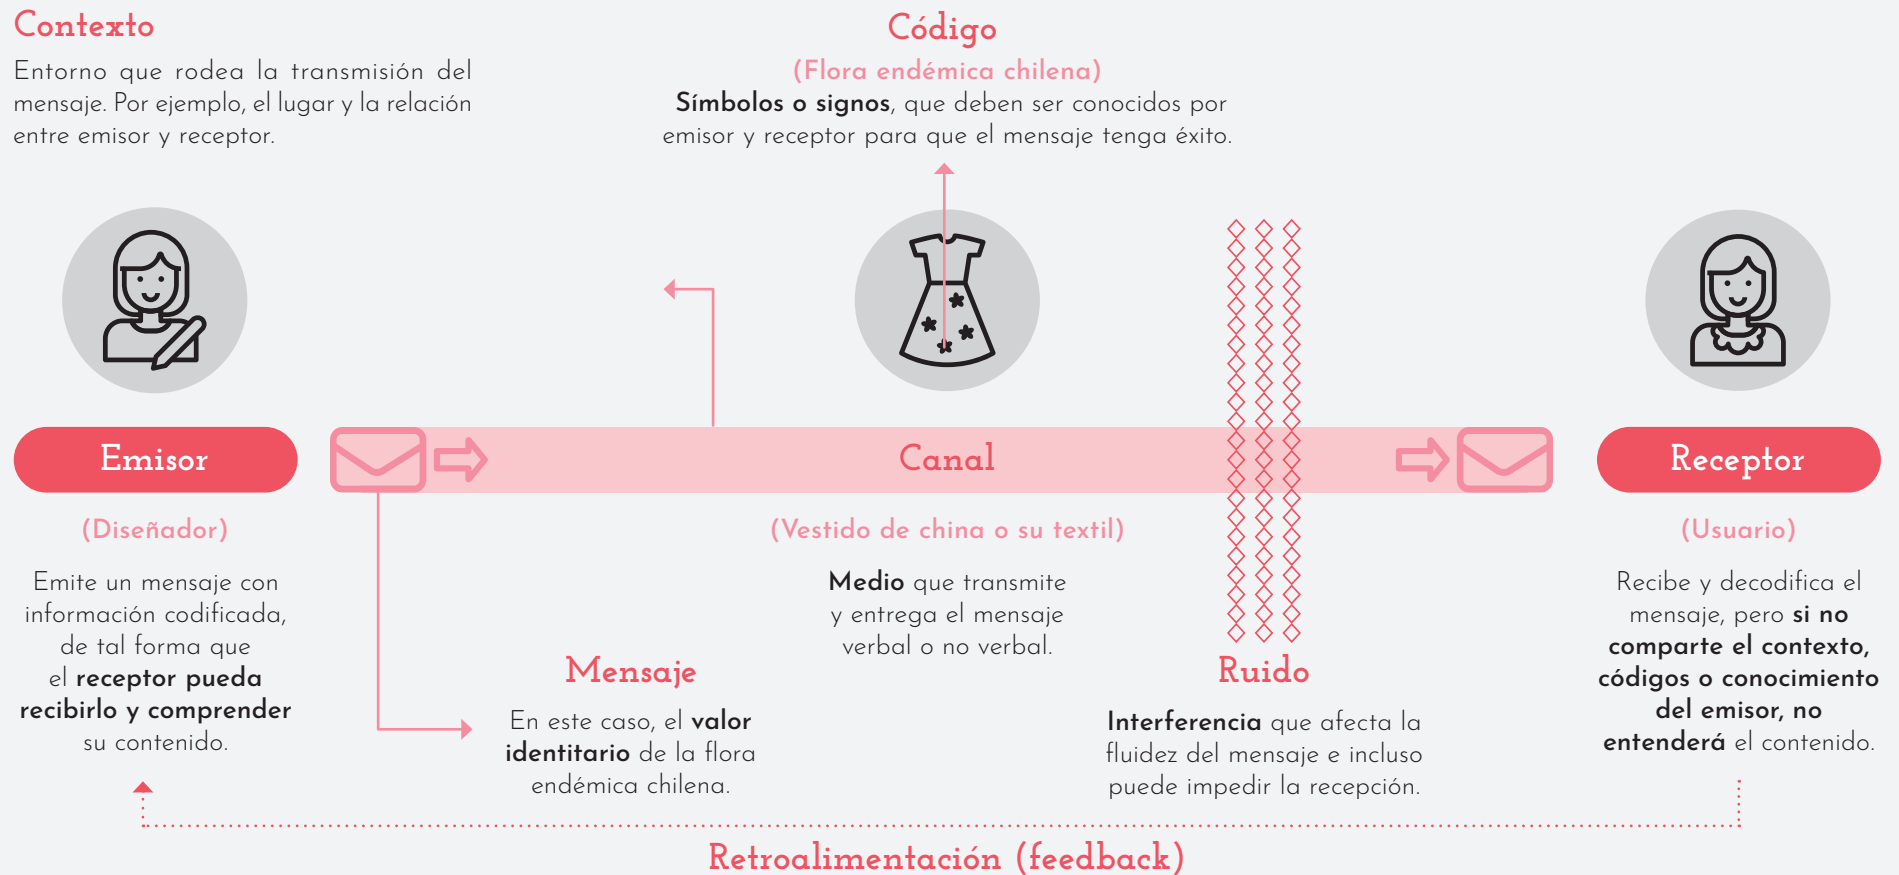 Contexto
Entorno que rodea la transmisión del
mensaje. Por ejemplo, el lugar y la relación
entre emisor y receptor.
Código
(Flora endémica chilena)
Símbolos o signos, que deben ser conocidos por
emisor y receptor para que el mensaje tenga éxito.
Emisor
(Diseñador)
Emite un mensaje con
información codificada,
de tal forma que
el receptor pueda
recibirlo y comprender
su contenido.
Mensaje
En este caso, el valor
identitario de la flora
endémica chilena.
Canal
(Vestido de china o su textil)
Medio que transmite
y entrega el mensaje
verbal o no verbal.
Ruido
Interferencia que afecta la
fluidez del mensaje e incluso
puede impedir la recepción.
Receptor
(Usuario)
Recibe y decodifica el
mensaje, pero si no
comparte el contexto,
códigos o conocimiento
del emisor, no
entenderá el contenido.
Retroalimentación (feedback)